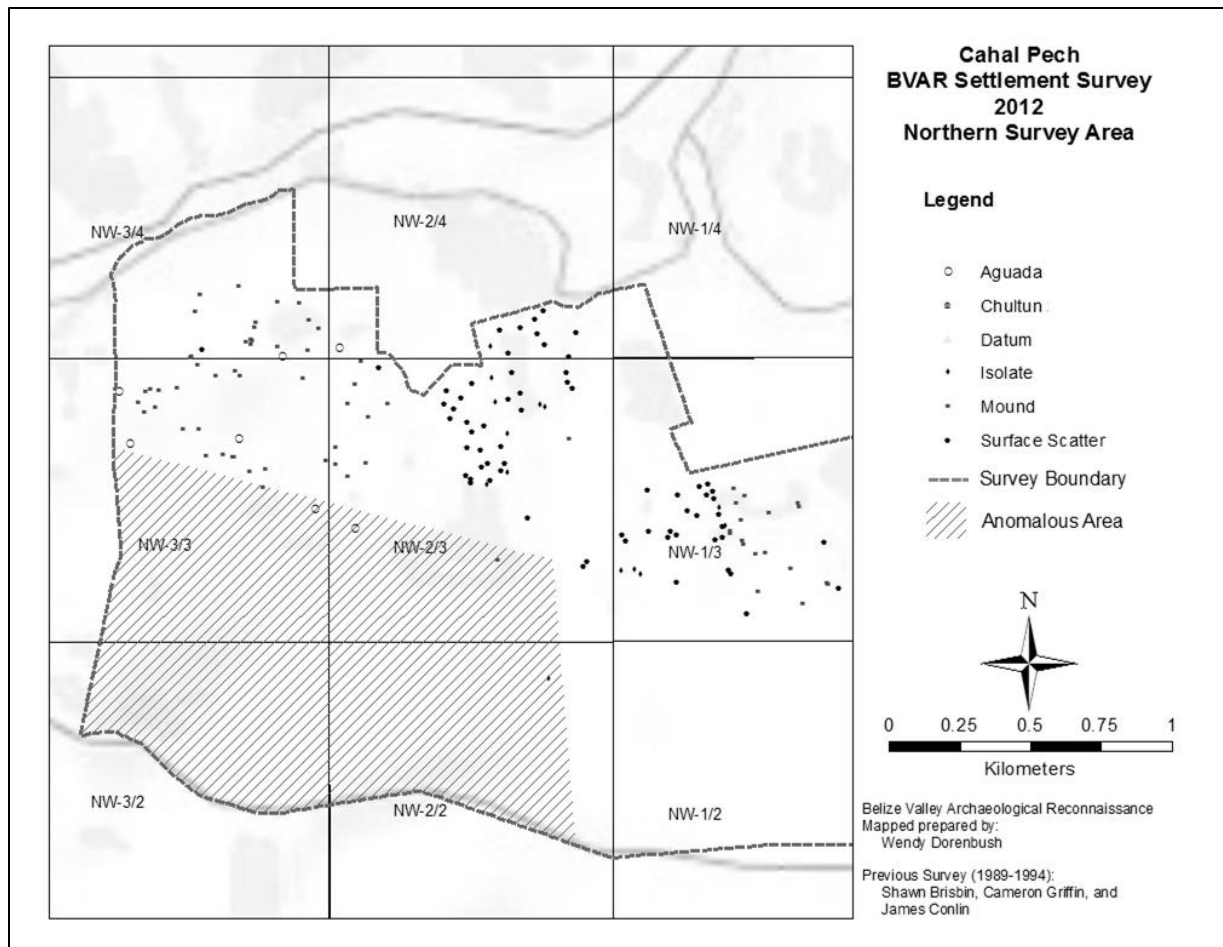 Cahal Pech
BVAR Settlement Survey
2012
Northern Survey Area
Legend
Aguada
Chultun
Datum
Isolate
Mound
Surface Scatter
Survey Boundary
Anomalous Area
N
0 0.25 0.5 0.75 1
Kilometers
Belize Valley Archaeological Reconnaissance
Mapped prepared by:
Wendy Dorenbush
Previous Survey (1989-1994):
Shawn Brisbin, Cameron Griffin, and
James Conlin
NW-3/4
NW-2/4
NW-1/4
NW-3/3
NW-2/3
NW-1/3
NW-3/2
NW-2/2
NW-1/2